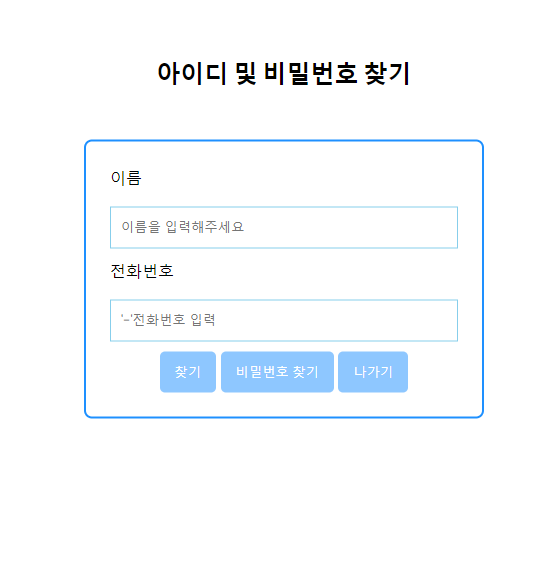 아이디 및 비밀번호 찾기
이름
이름을 입력해주세요
전화번호
'-'전화번호 입력
찾기 비밀번호 찾기 나가기